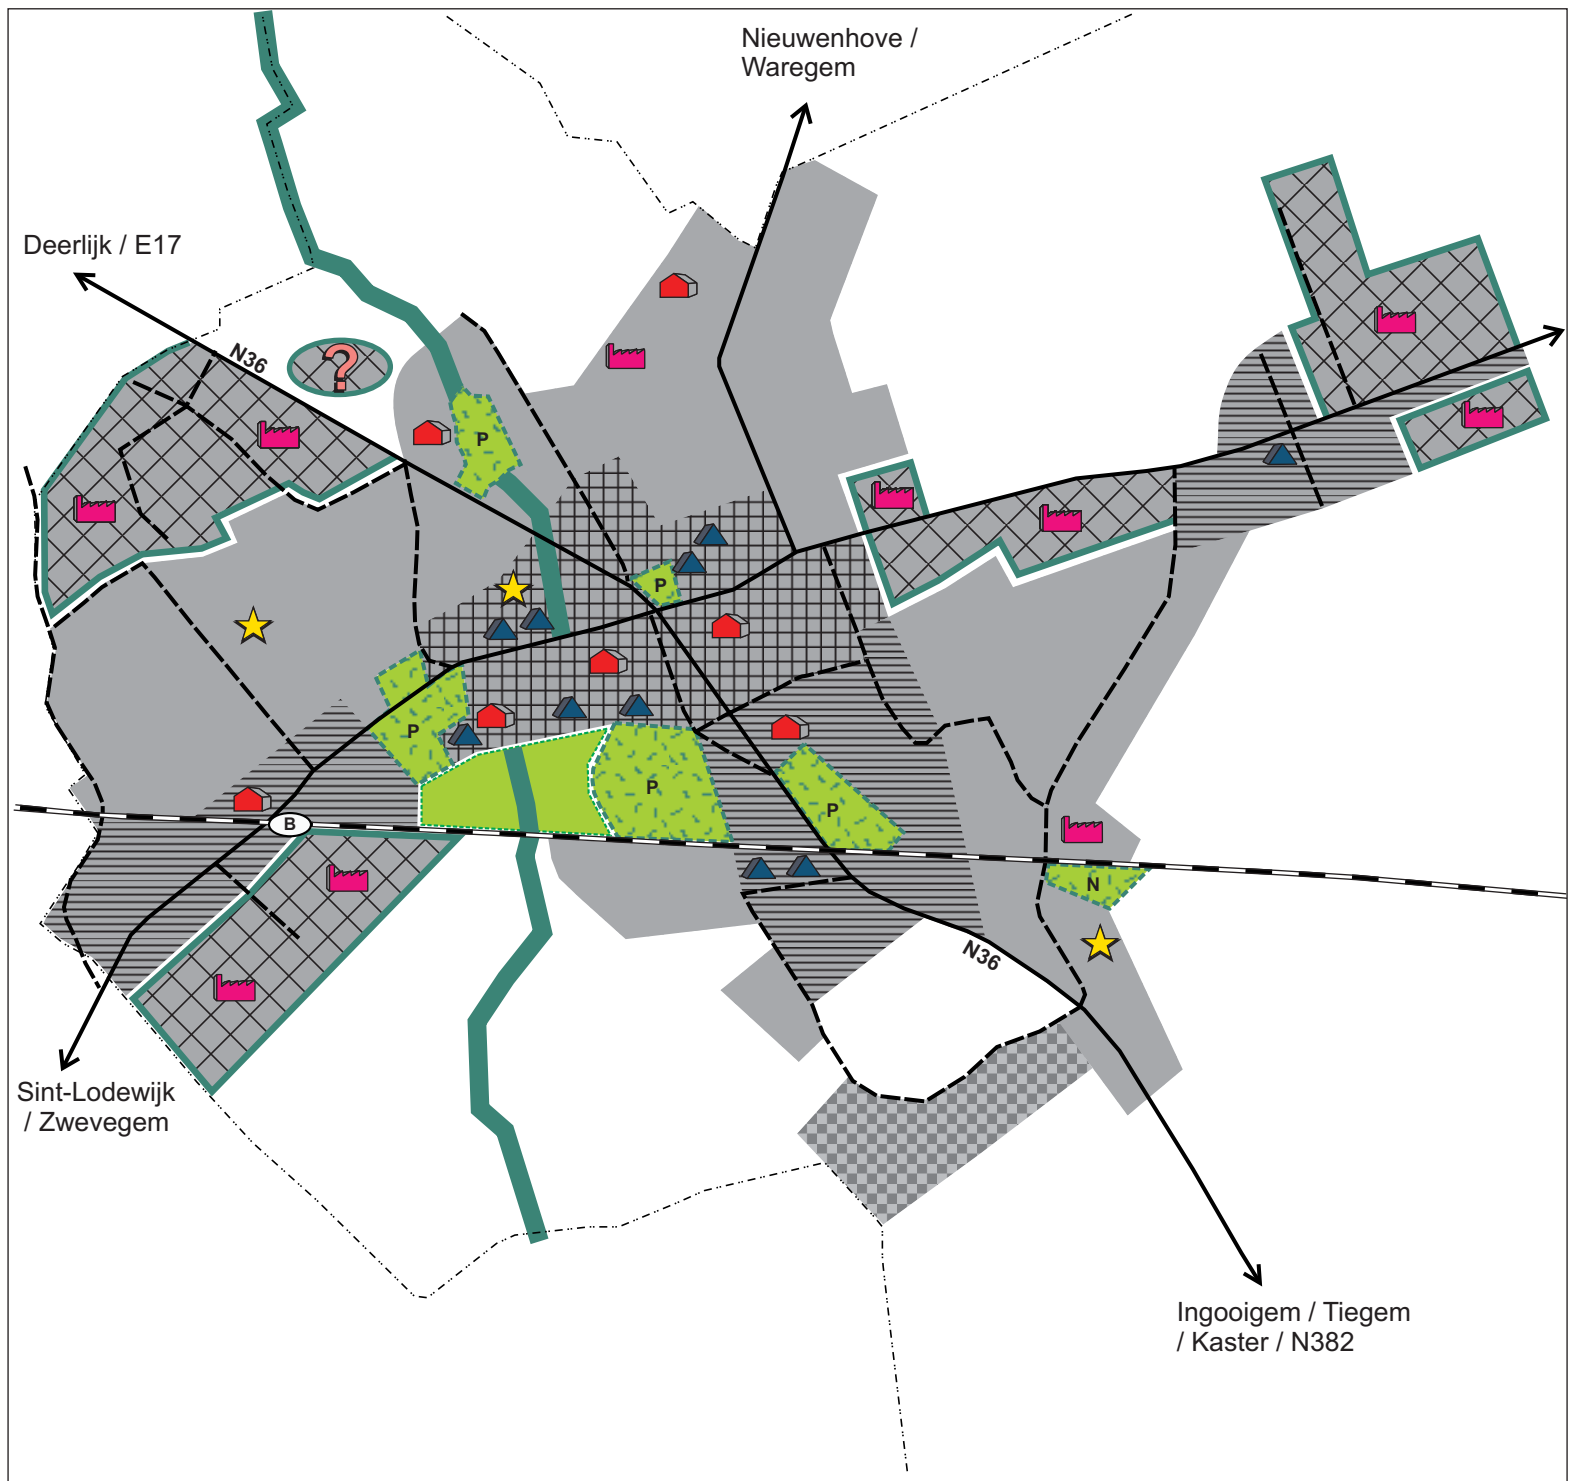 Nieuwenhove /
Waregem
Deerlijk / E17
N36
?
P
P
P
P
P
B
N
N36
Sint-Lodewijk
/ Zwevegem
Ingooigem / Tiegem
/ Kaster / N382